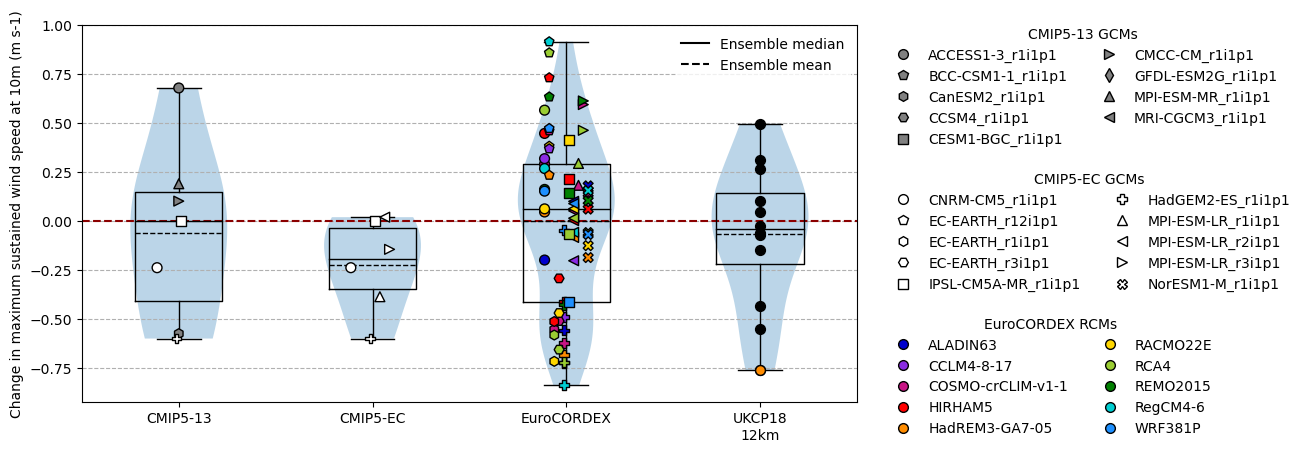 Change in maximum sustained wind speed at 10m (m s-1)
1.00
0.75
0.50
0.25
0.00
−0.25
−0.50
−0.75
CMIP5-13
CMIP5-EC
EuroCORDEX
UKCP18
12km
Ensemble median
Ensemble mean
CMIP5-13 GCMs
ACCESS1-3_r1i1p1
BCC-CSM1-1_r1i1p1
CanESM2_r1i1p1
CCSM4_r1i1p1
CESM1-BGC_r1i1p1
CMCC-CM_r1i1p1
GFDL-ESM2G_r1i1p1
MPI-ESM-MR_r1i1p1
MRI-CGCM3_r1i1p1
CMIP5-EC GCMs
CNRM-CM5_r1i1p1
EC-EARTH_r12i1p1
EC-EARTH_r1i1p1
EC-EARTH_r3i1p1
IPSL-CM5A-MR_r1i1p1
HadGEM2-ES_r1i1p1
MPI-ESM-LR_r1i1p1
MPI-ESM-LR_r2i1p1
MPI-ESM-LR_r3i1p1
NorESM1-M_r1i1p1
EuroCORDEX RCMs
ALADIN63
CCLM4-8-17
COSMO-crCLIM-v1-1
HIRHAM5
HadREM3-GA7-05
RACMO22E
RCA4
REMO2015
RegCM4-6
WRF381P